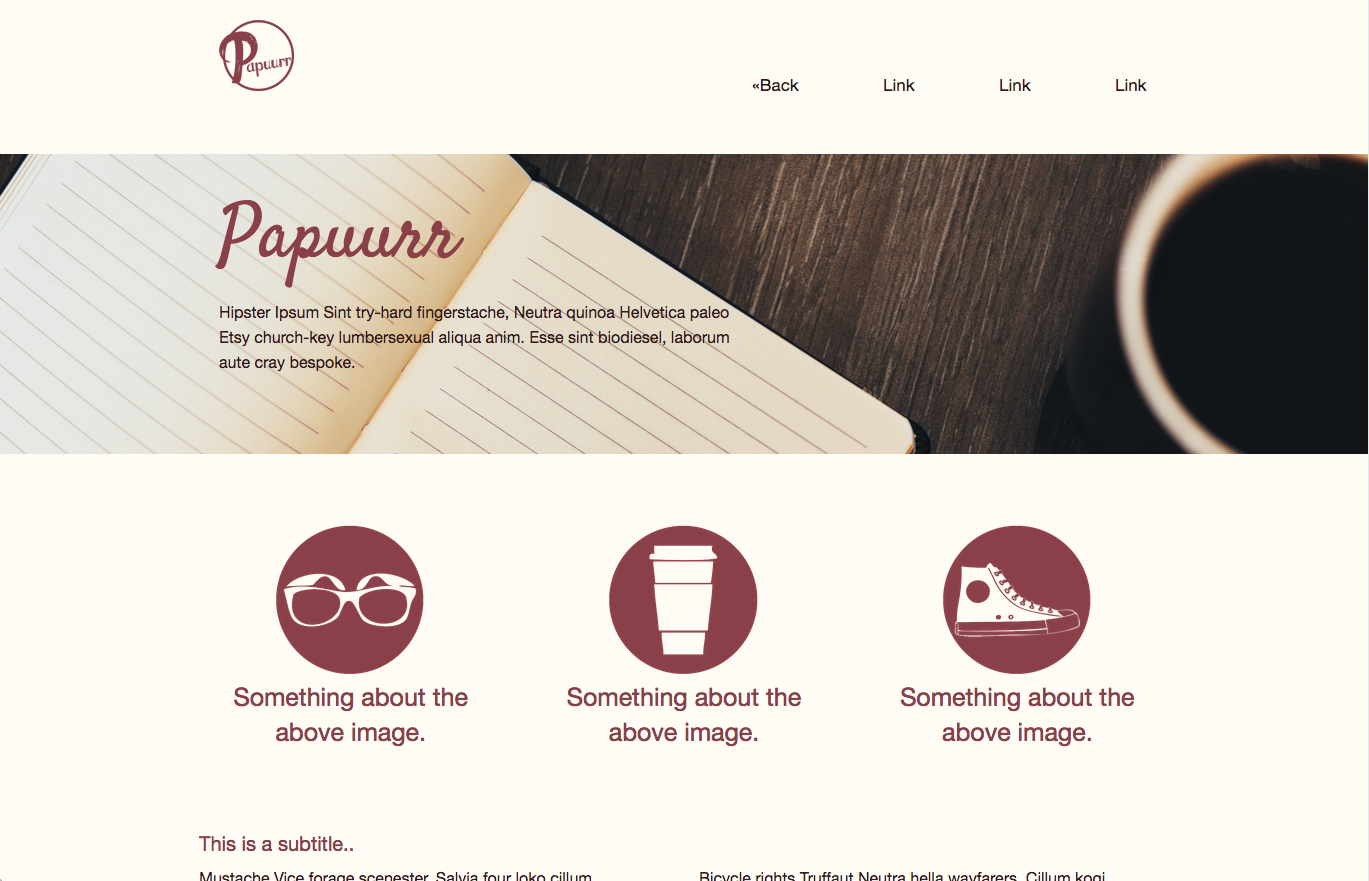 Papuurr
«Back Link Link Link
Papuurr
Hipster Ipsum Sint try-hard fingerstache, Neutra quinoa Helvetica paleo
Etsy church-key lumbersexual aliqua anim. Esse sint biodiesel, laborum
aute cray bespoke.
Something about the
above image.
Something about the
above image.
Something about the
above image.
This is a subtitle..
Mustache Vice forage scenester. Salvia four loko cillum
Bicycle rights Truffaut Neutra hella wayfarers. Cillum kogi